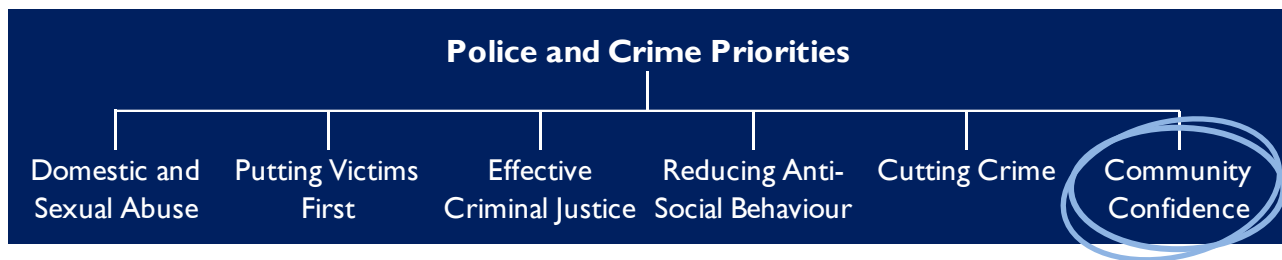 Police and Crime Priorities
Domestic and
Sexual Abuse
Putting Victims
First
Effective
Criminal Justice
Reducing Anti-
Social Behaviour
Cutting Crime
Community
Confidence